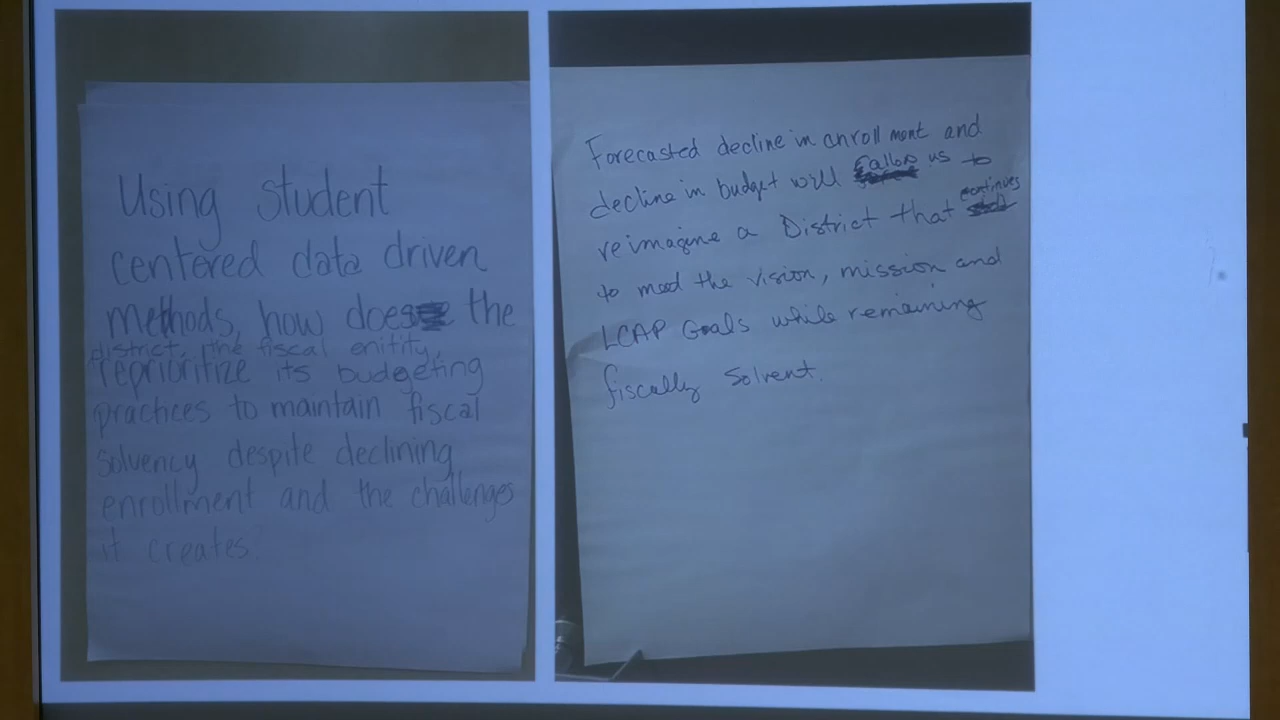 Using student
centered data driven
methods, how does the
district, the fiscal enitity,
reprioritize its budgeting
practices to maintain fiscal
solvency despite declining
enrollment and the challenges
it creates.
Forecasted decline in enrollment and
decline in budget will allow us to
reimagine a District that continues
to meet the vision, mission and
LCAP Goals while remaining
fiscally solvent.